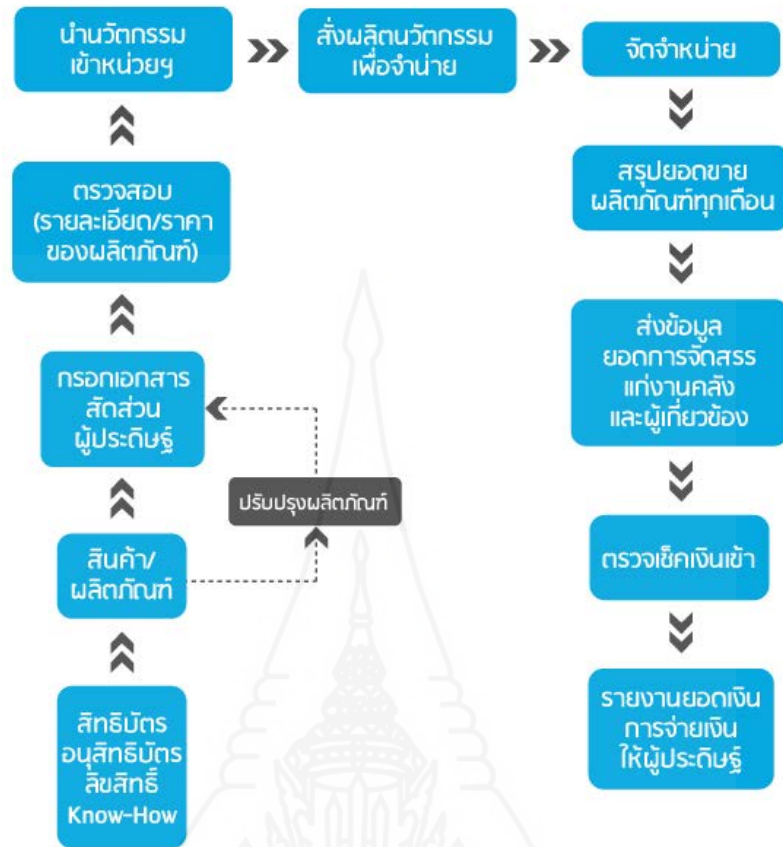 นำนวัตกรรม
เข้าหน่วยฯ
สั่งผลิตนวัตกรรม
เพื่อจำน่าย
จัดจำหน่าย
ตรวจสอบ
(รายละเอียด/ราคา
ของผลิตภัณฑ์)
สรุปยอดขาย
ผลิตภัณฑ์ทุกเดือน
กรอกเอกสาร
สัดส่วน
ผู้ประดิษฐ์
ส่งข้อมูล
ยอดการจัดสรร
แก่งานคลัง
และผู้เกี่ยวข้อง
ปรับปรุงผลิตภัณฑ์
สินค้า/
ผลิตภัณฑ์
ตรวจเช็คเงินเข้า
สิทธิบัตร
อนุสิทธิบัตร
ลิขสิทธิ์
Know-How
รายงานยอดเงิน
การจ่ายเงิน
ให้ผู้ประดิษฐ์